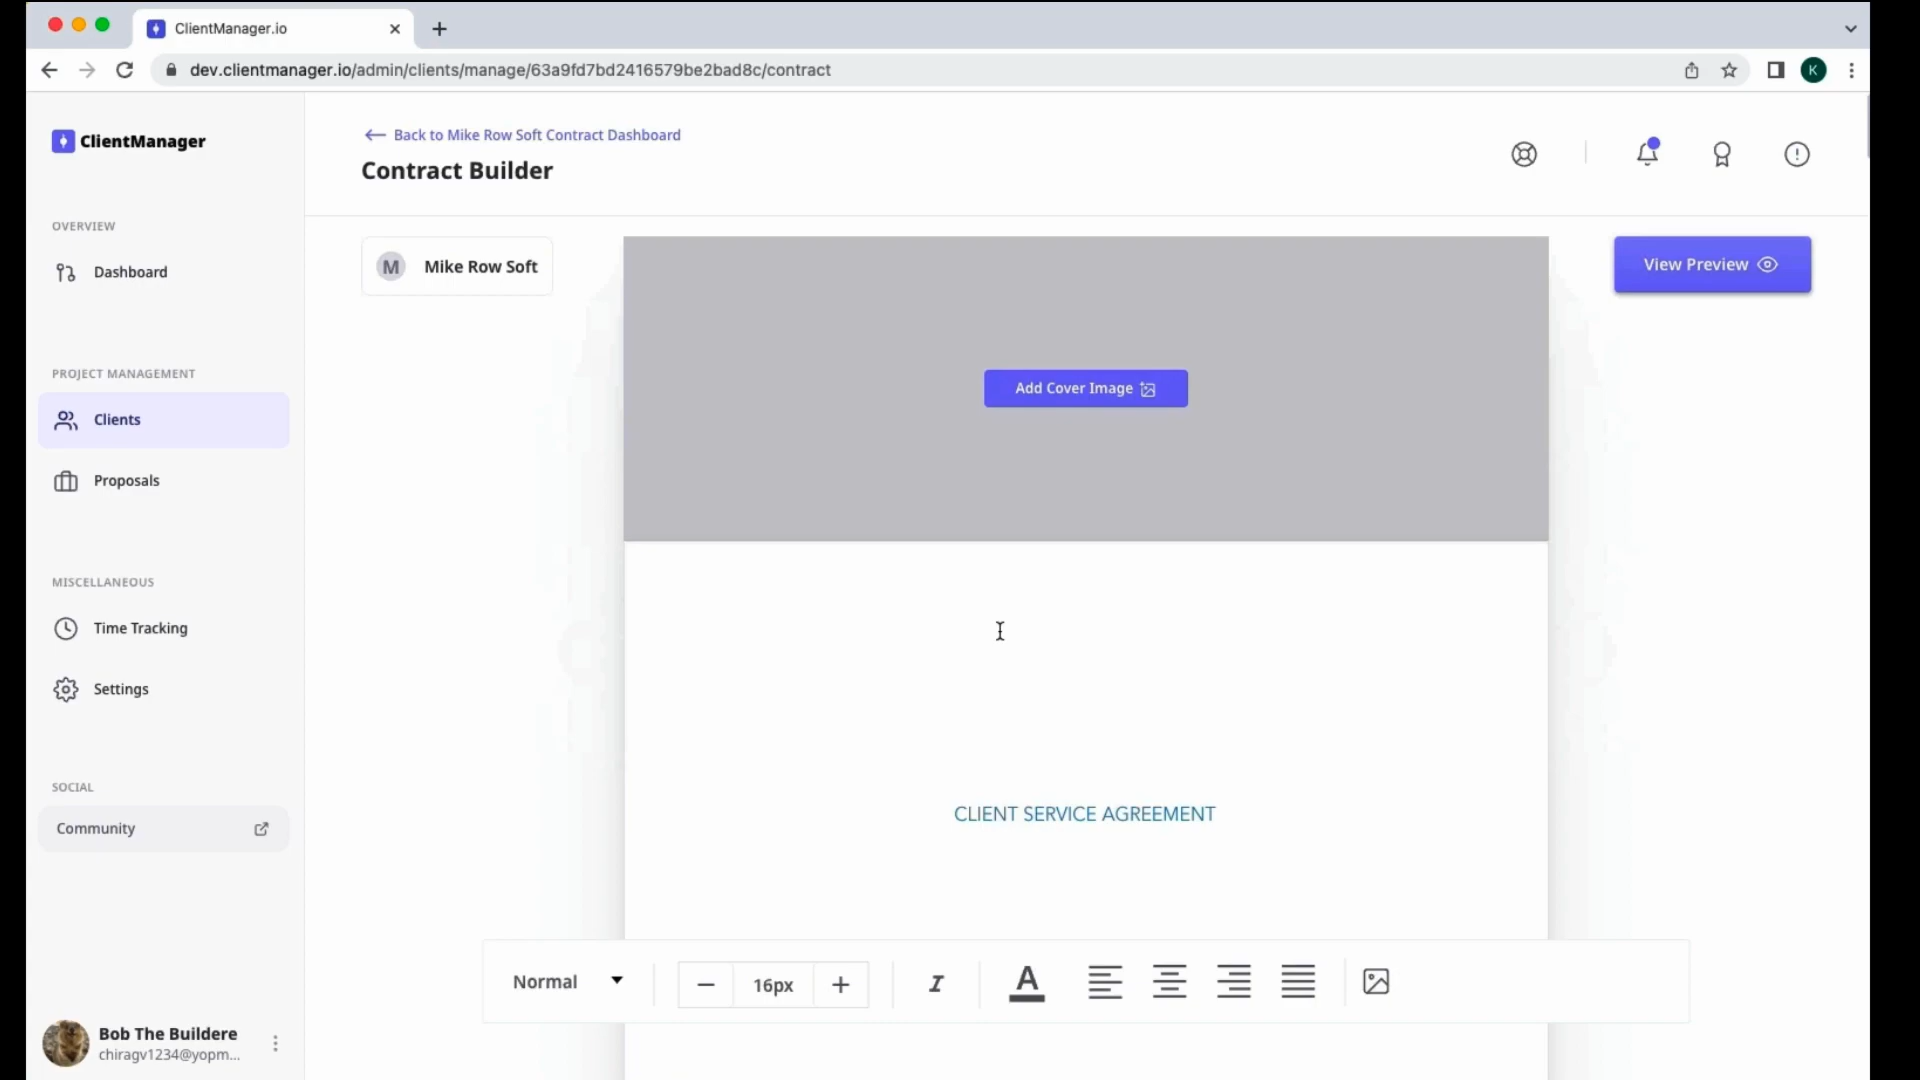 ClientManager.io
dev.clientmanager.io/admin/clients/manage/63a9fd7bd2416579be2bad8c/contract
K
ClientManager
Back to Mike Row Soft Contract Dashboard
Contract Builder
OVERVIEW
Dashboard
M
Mike Row Soft
View Preview
PROJECT MANAGEMENT
Clients
Add Cover Image
Proposals
MISCELLANEOUS
Time Tracking
Settings
SOCIAL
Community
CLIENT SERVICE AGREEMENT
Normal
16px
I
A
Bob The Buildere
chiragv1234@yopm...